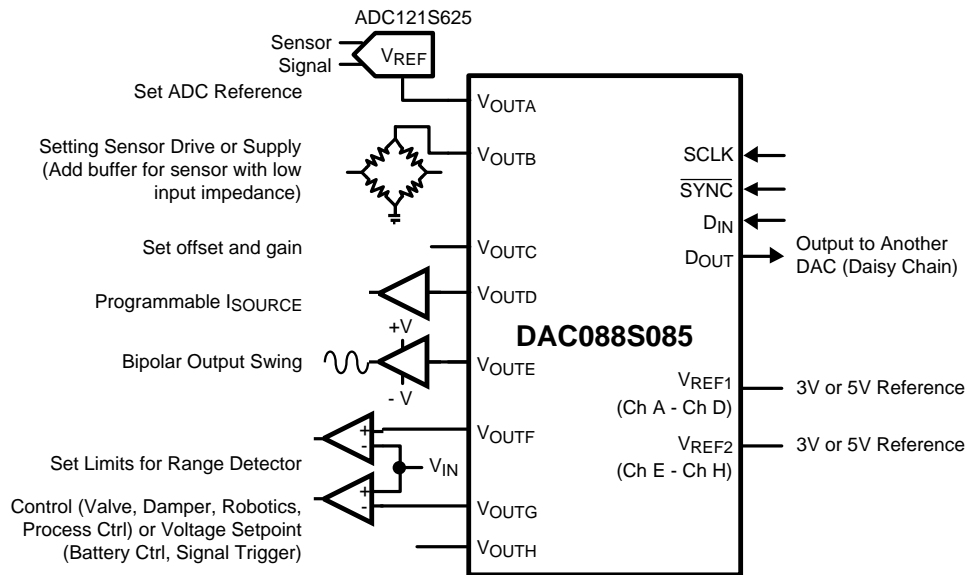 ADC121S625
Sensor
Signal
VREF
Set ADC Reference
VOUTA
Setting Sensor Drive or Supply
(Add buffer for sensor with low
input impedance)
VOUTB
SCLK
SYNC
DIN
Set offset and gain
VOUTC
DOUT
Output to Another
DAC (Daisy Chain)
Programmable ISOURCE
VOUTD
DAC088S085
+V
Bipolar Output Swing
VOUTE
- V
VREF1
(Ch A - Ch D)
3V or 5V Reference
+
-
VOUTF
VREF2
(Ch E - Ch H)
3V or 5V Reference
Set Limits for Range Detector
VIN
+
-
Control (Valve, Damper, Robotics,
Process Ctrl) or Voltage Setpoint
(Battery Ctrl, Signal Trigger)
VOUTG
VOUTH